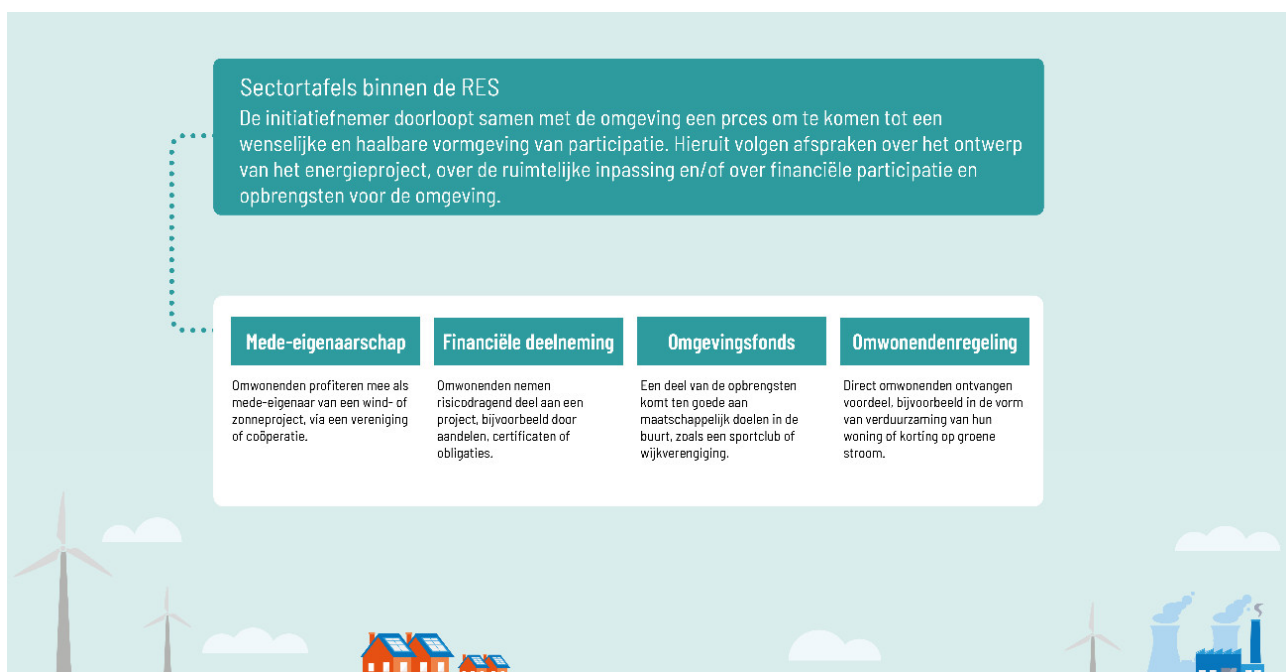 Sectortafels binnen de RES
De initiatiefnemer doorloopt samen met de omgeving een prces om te komen tot een
wenselijke en haalbare vormgeving van participatie. Hieruit volgen afspraken over het ontwerp
van het energieproject, over de ruimtelijke inpassing en/of over financiële participatie en
opbrengsten voor de omgeving.
Mede-eigenaarschap
Omwonenden profiteren mee als
mede-eigenaar van een wind- of
zonneproject, via een vereniging
of coöperatie.
Financiële deelneming
Omwonenden nemen
risicodragend deel aan een
project, bijvoorbeeld door
aandelen, certificaten of
obligaties.
Omgevingsfonds
Een deel van de opbrengsten
komt ten goede aan
maatschappelijk doelen in de
buurt, zoals een sportclub of
wijkverengiging.
Omwonendenregeling
Direct omwonenden ontvangen
voordeel, bijvoorbeeld in de vorm
van verduurzaming van hun
woning of korting op groene
stroom.